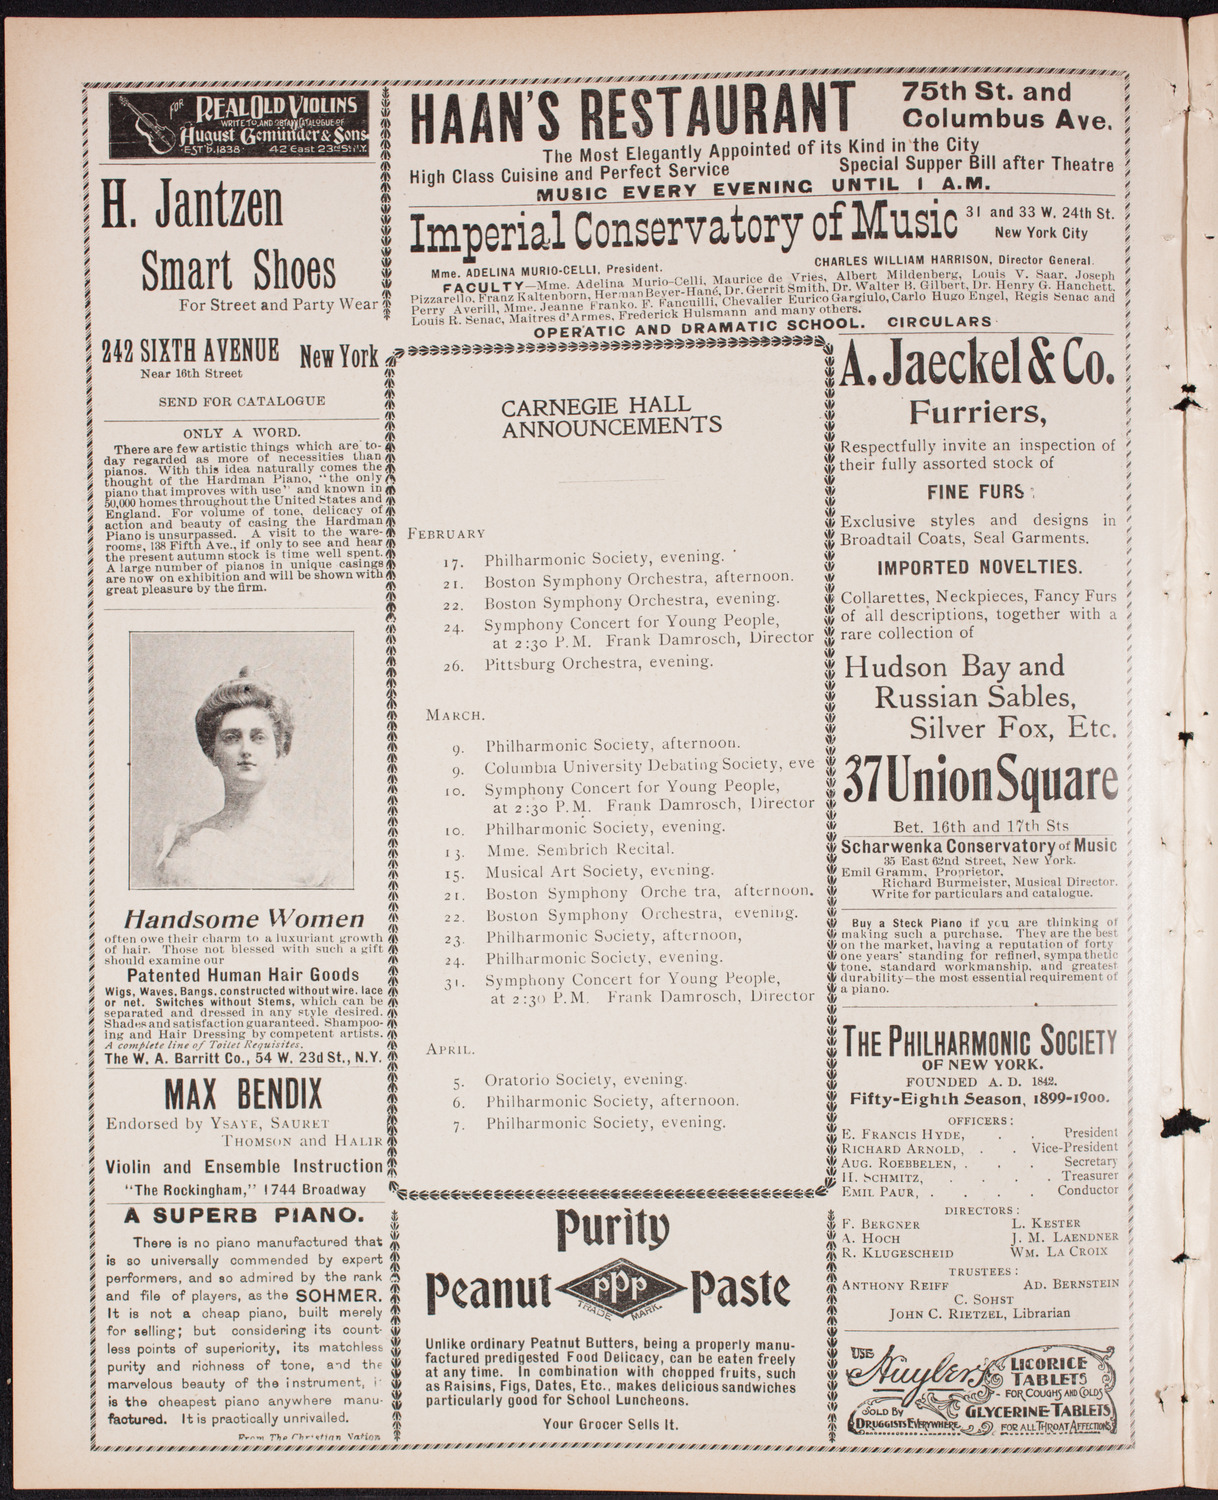 FOR REAL OLD VIOLINS
WRITE TO AND OBTAIN CATALOGUE OF
August Gemünder & Sons
EST'D. 1838. 42 East 23rd St. N.Y.
H. Jantzen
Smart Shoes
For Street and Party Wear
242 SIXTH AVENUE New York
Near 16th Street
SEND FOR CATALOGUE
ONLY A WORD.
There are few artistic things which are to-
day regarded as more of necessities than
pianos. With this idea naturally comes the
thought of the Hardman Piano, "the only
piano that improves with use" and known in
50,000 homes throughout the United States and
England. For volume of tone, delicacy of
action and beauty of casing the Hardman
Piano is unsurpassed. A visit to the ware-
rooms, 138 Fifth Ave., if only to see and hear
the present autumn stock is time well spent.
A large number of pianos in unique casings
are now on exhibition and will be shown with
great pleasure by the firm.
Handsome Women
often owe their charm to a luxuriant growth
of hair. Those not blessed with such a gift
should examine our
Patented Human Hair Goods
Wigs, Waves, Bangs, constructed without wire, lace
or net. Switches without Stems, which can be
separated and dressed in any style desired.
Shades and satisfaction guaranteed. Shampoo-
ing and Hair Dressing by competent artists.
A complete line of Toilet Requisites.
The W. A. Barritt Co., 54 W. 23d St., N.Y.
MAX BENDIX
Endorsed by YSAYE, SAURET
THOMSON and HALIR
Violin and Ensemble Instruction
"The Rockingham," 1744 Broadway
A SUPERB PIANO.
There is no piano manufactured that
is so universally commended by expert
performers, and so admired by the rank
and file of players, as the SOHMER.
It is not a cheap piano, built merely
for selling; but considering its count-
less points of superiority, its matchless
purity and richness of tone, and the
marvelous beauty of the instrument, i
is the cheapest piano anywhere manu-
factured. It is practically unrivalled.
From The Christian Nation
HAAN'S RESTAURANT 75th St. and
Columbus Ave.
The Most Elegantly Appointed of its Kind in the City
High Class Cuisine and Perfect Service Special Supper Bill after Theatre
MUSIC EVERY EVENING UNTIL 1 A.M.
Imperial Conservatory of Music 31 and 33 W. 24th St.
New York City
Mme. ADELINA MURIO-CELLI, President. CHARLES WILLIAM HARRISON, Director General.
FACULTY—Mme. Adelina Murio-Celli, Maurice de Vries, Albert Mildenberg, Louis V. Saar, Joseph
Pizzarello, Franz Kaltenborn, Herman Beyer-Hané, Dr. Gerrit Smith, Dr. Walter B. Gilbert, Dr. Henry G. Hanchett,
Perry Averill, Mme. Jeanne Franko, F. Fancuilli, Chevalier Eurico Gargiulo, Carlo Hugo Engel, Regis Senac and
Louis R. Senac, Maitres d'Armes, Frederick Hulsmann and many others.
OPERATIC AND DRAMATIC SCHOOL. CIRCULARS
CARNEGIE HALL
ANNOUNCEMENTS
FEBRUARY
17. Philharmonic Society, evening.
21. Boston Symphony Orchestra, afternoon.
22. Boston Symphony Orchestra, evening.
24. Symphony Concert for Young People,
at 2:30 P.M. Frank Damrosch, Director
26. Pittsburg Orchestra, evening.
MARCH.
9. Philharmonic Society, afternoon.
9. Columbia University Debating Society, eve
10. Symphony Concert for Young People,
at 2:30 P.M. Frank Damrosch, Director
10. Philharmonic Society, evening.
13. Mme. Sembrich Recital.
15. Musical Art Society, evening.
21. Boston Symphony Orche tra, afternoon.
22. Boston Symphony Orchestra, evening.
23. Philharmonic Society, afternoon,
24. Philharmonic Society, evening.
31. Symphony Concert for Young People,
at 2:30 P.M. Frank Damrosch, Director
APRIL.
5. Oratorio Society, evening.
6. Philharmonic Society, afternoon.
7. Philharmonic Society, evening.
Purity
Peanut PPP Paste
TRADE MARK.
Unlike ordinary Peatnut Butters, being a properly manu-
factured predigested Food Delicacy, can be eaten freely
at any time. In combination with chopped fruits, such
as Raisins, Figs, Dates, Etc., makes delicious sandwiches
particularly good for School Luncheons.
Your Grocer Sells It.
A. Jaeckel & Co.
Furriers,
Respectfully invite an inspection of
their fully assorted stock of
FINE FURS:
Exclusive styles and designs in
Broadtail Coats, Seal Garments.
IMPORTED NOVELTIES.
Collarettes, Neckpieces, Fancy Furs
of all descriptions, together with a
rare collection of
Hudson Bay and
Russian Sables,
Silver Fox, Etc.
37 Union Square
Bet. 16th and 17th Sts
Scharwenka Conservatory of Music
35 East 62nd Street, New York.
Emil Gramm, Proprietor.
Richard Burmeister, Musical Director.
Write for particulars and catalogue.
Buy a Steck Piano if you are thinking of
making such a purchase. They are the best
on the market, having a reputation of forty
one years' standing for refined, sympathetic
tone, standard workmanship, and greatest
durability—the most essential requirement of
a piano.
THE PHILHARMONIC SOCIETY
OF NEW YORK.
FOUNDED A. D. 1842.
Fifty-Eighth Season, 1899-1900.
OFFICERS:
E. FRANCIS HYDE, . . President
RICHARD ARNOLD, . . Vice-President
AUG. ROEBBELEN, . . . Secretary
H. SCHMITZ, . . . . Treasurer
EMIL PAUR, . . . . Conductor
DIRECTORS:
F. BERGNER L. KESTER
A. HOCH J. M. LAENDNER
R. KLUGESCHEID WM. LA CROIX
TRUSTEES:
ANTHONY REIFF AD. BERNSTEIN
C. SOHST
JOHN C. RIETZEL, Librarian
USE Huyler's LICORICE
TABLETS
FOR COUGHS AND COLDS
SOLD BY GLYCERINE TABLETS
DRUGGISTS EVERYWHERE FOR ALL THROAT AFFECTIONS